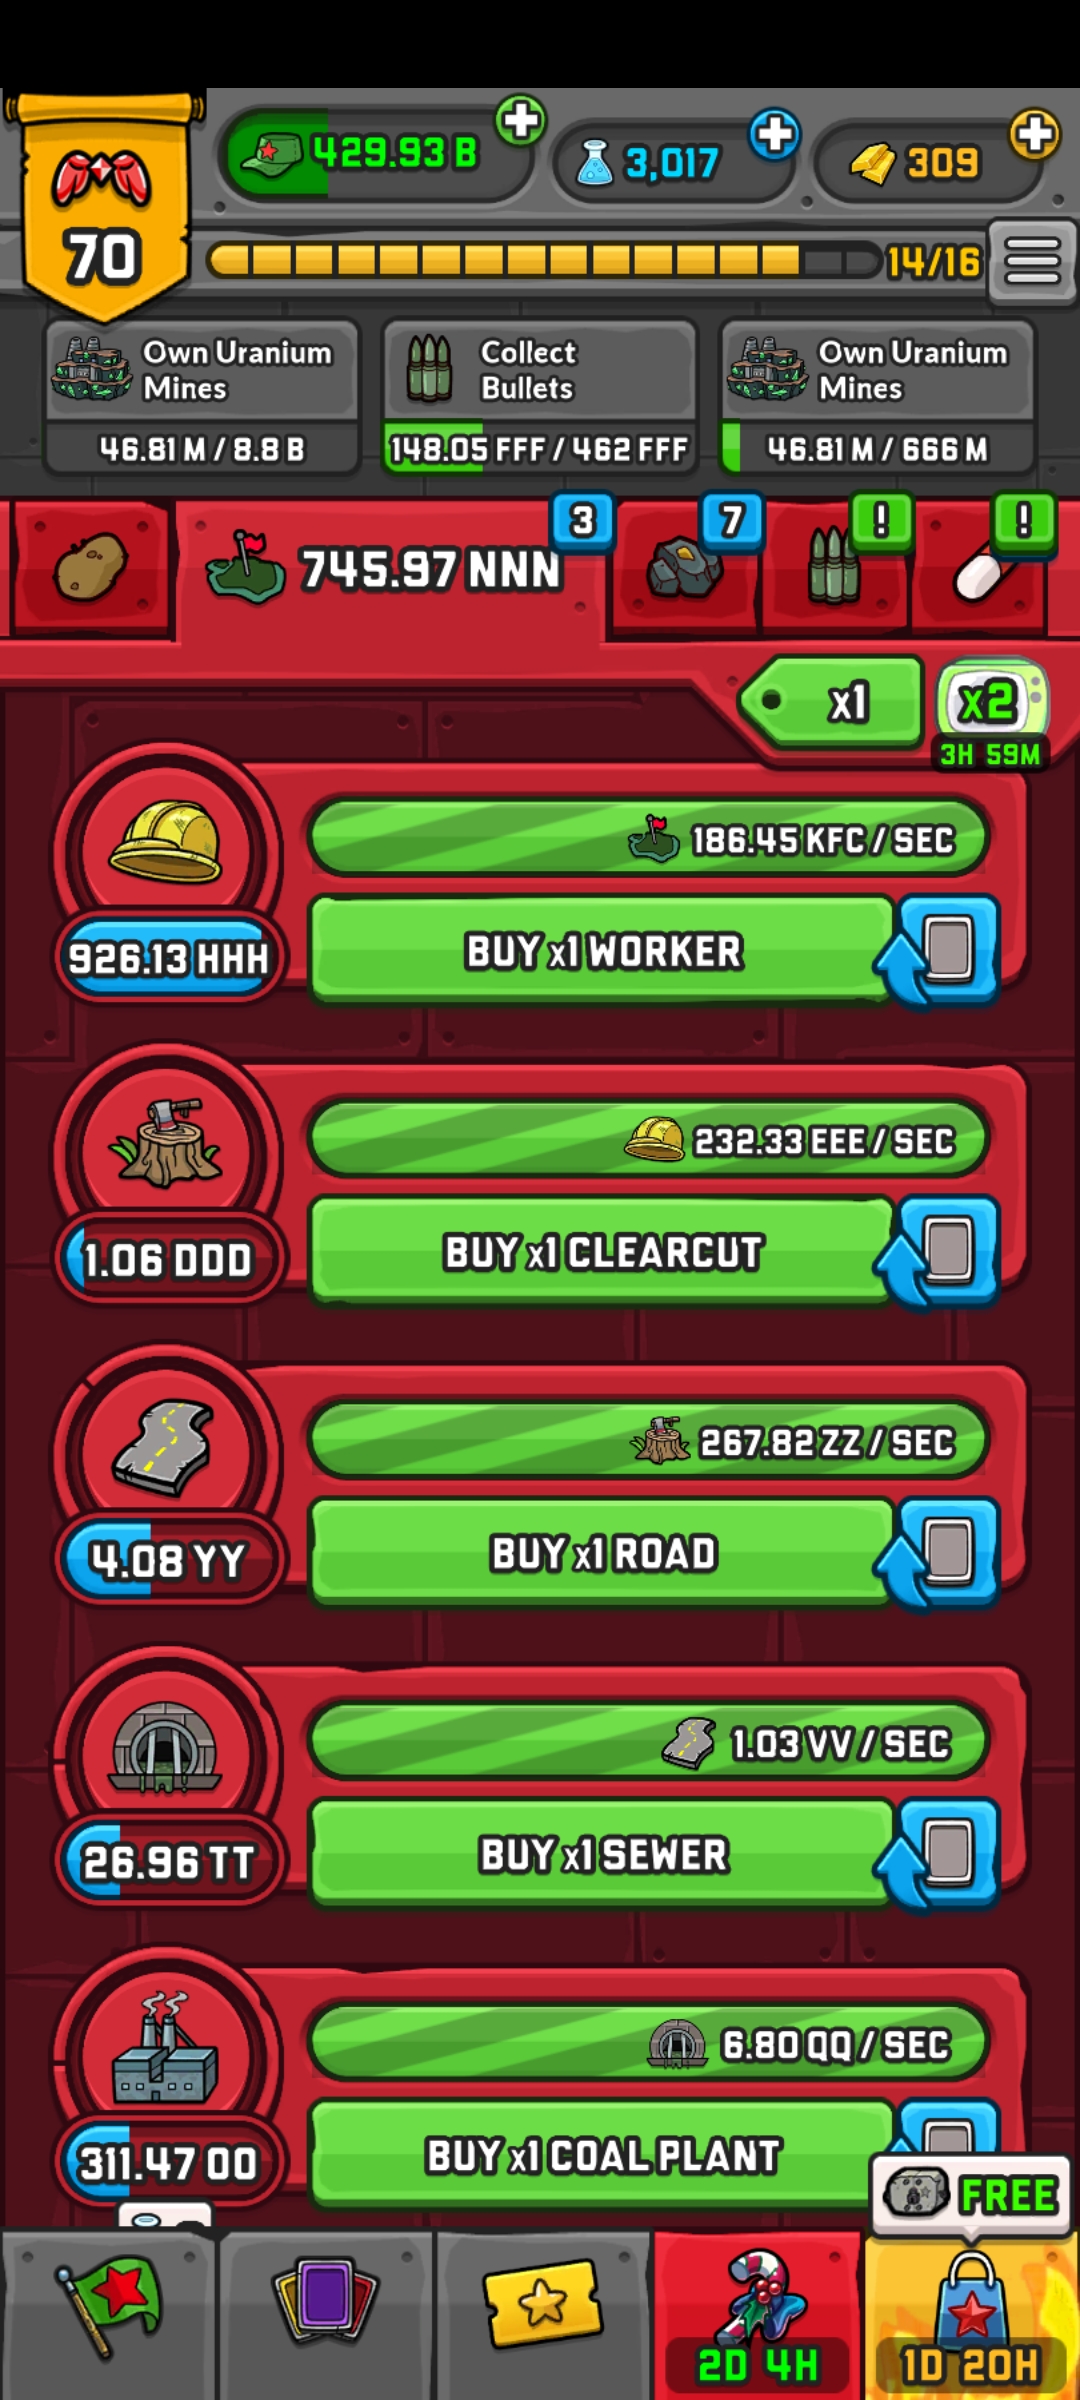 429.93 B
3,017
309
70
14/16
Own Uranium
Mines
46.81 M / 8.8 B
Collect
Bullets
148.05 FFF / 462 FFF
Own Uranium
Mines
46.81 M / 666 M
745.97 NNN
3
7
!
!
x1
x2
3H 59M
186.45 KFC / SEC
926.13 HHH
BUY x1 WORKER
232.33 EEE / SEC
1.06 DDD
BUY x1 CLEARCUT
267.82 ZZ / SEC
4.08 YY
BUY x1 ROAD
1.03 VV / SEC
26.96 TT
BUY x1 SEWER
6.80 QQ / SEC
311.47 OO
BUY x1 COAL PLANT
FREE
2D 4H
1D 20H